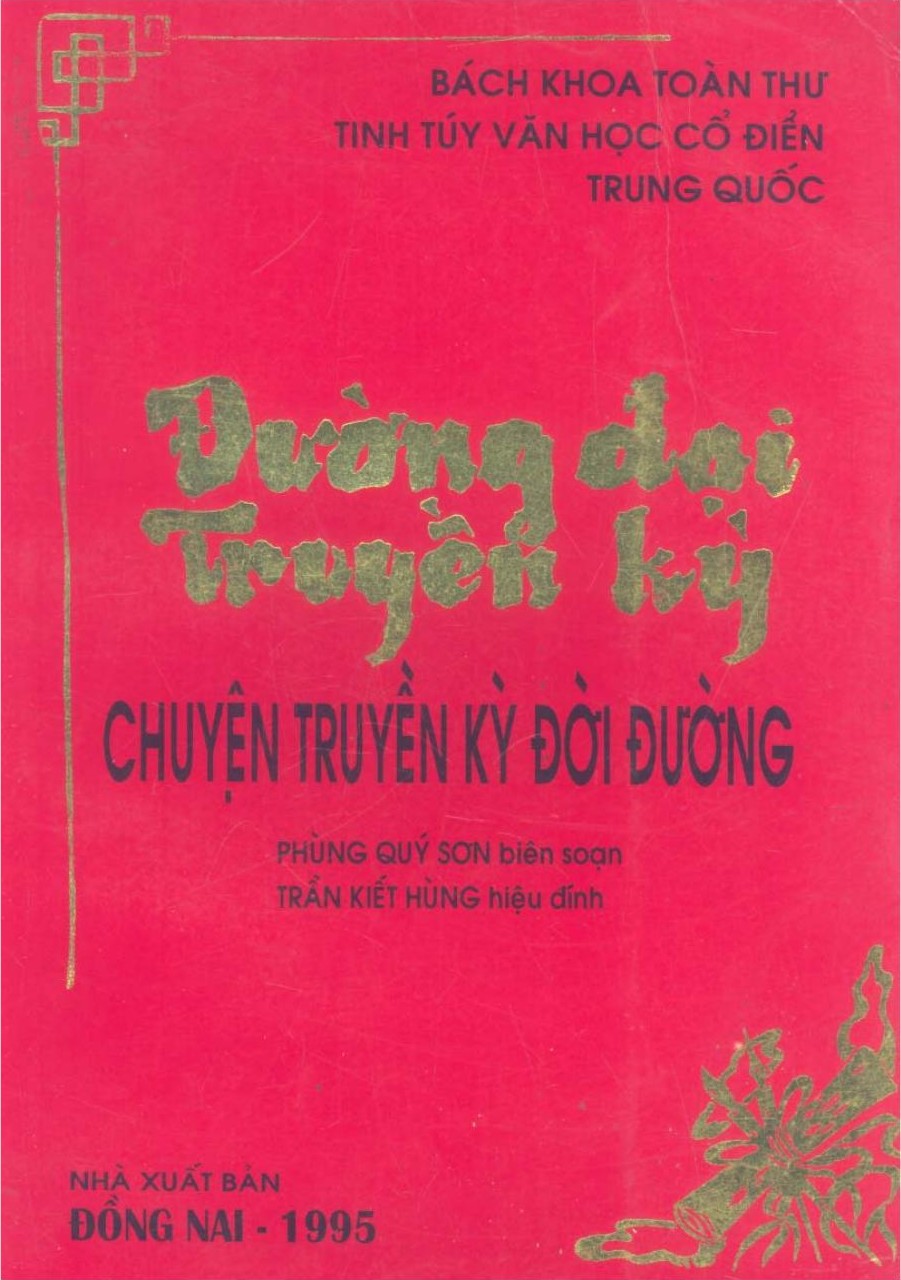 BÁCH KHOA TOÀN THƯ
TINH TÚY VĂN HỌC CỔ ĐIỂN
TRUNG QUỐC
Đường đại
Truyền kỳ
CHUYỆN TRUYỀN KỲ ĐỜI ĐƯỜNG
PHÙNG QUÝ SƠN biên soạn
TRẦN KIẾT HÙNG hiệu đính
NHÀ XUẤT BẢN
ĐỒNG NAI - 1995